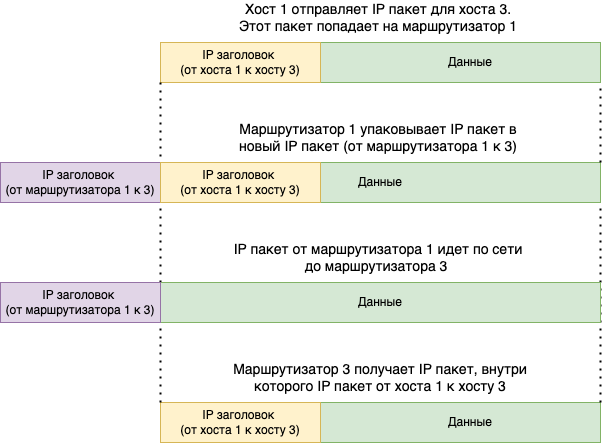 Хост 1 отправляет IP пакет для хоста 3.
Этот пакет попадает на маршрутизатор 1
IP заголовок
(от хоста 1 к хосту 3)
Данные
Маршрутизатор 1 упаковывает IP пакет в
новый IP пакет (от маршрутизатора 1 к 3)
IP заголовок
(от маршрутизатора 1 к 3)
IP заголовок
(от хоста 1 к хосту 3)
Данные
IP пакет от маршрутизатора 1 идет по сети
до маршрутизатора 3
IP заголовок
(от маршрутизатора 1 к 3)
Данные
Маршрутизатор 3 получает IP пакет, внутри
которого IP пакет от хоста 1 к хосту 3
IP заголовок
(от хоста 1 к хосту 3)
Данные